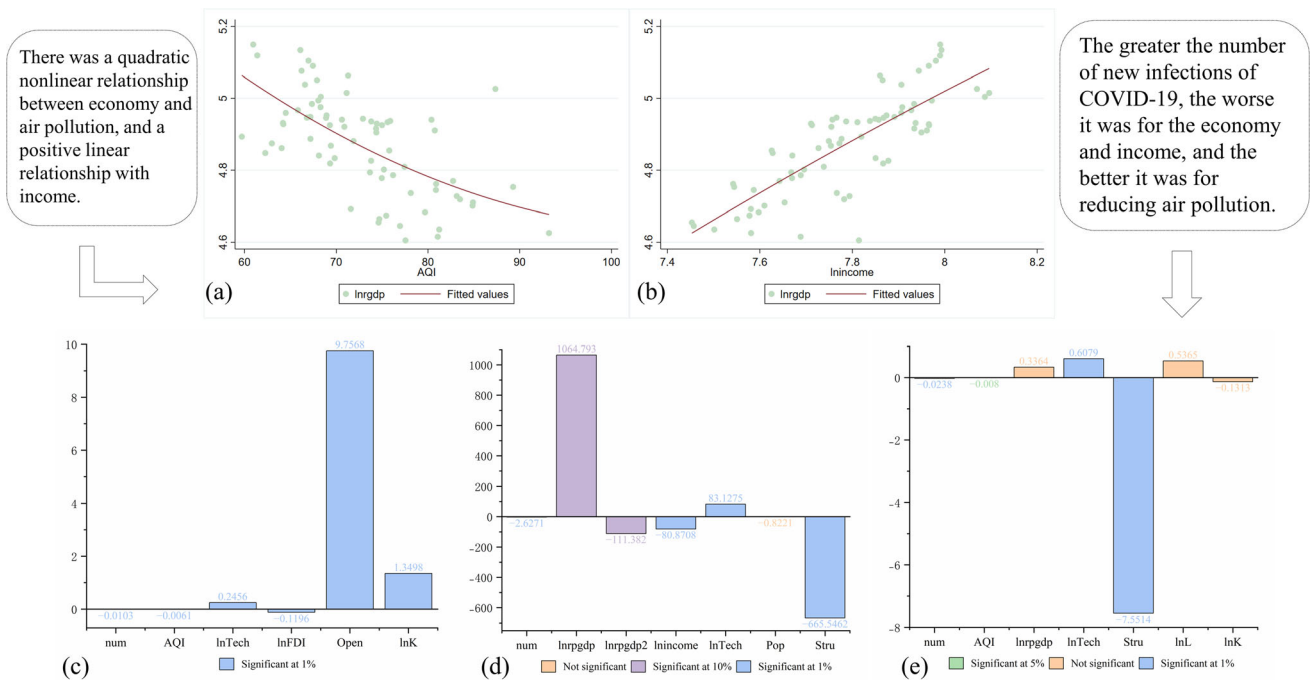 There was a quadratic
nonlinear relationship
between economy and
air pollution, and a
positive linear
relationship with
income.
5.2
5
4.8
4.6
60
70
80
90
100
AQI
(a)
lnrgdp
Fitted values
5.2
5
4.8
4.6
7.4
7.6
7.8
8
8.2
lnincome
(b)
lnrgdp
Fitted values
The greater the number
of new infections of
COVID-19, the worse
it was for the economy
and income, and the
better it was for
reducing air pollution.
10
8
6
4
2
0
−0.0103
−0.0061
0.2456
−0.1196
9.7568
1.3498
num
AQI
lnTech
lnFDI
Open
lnK
(c)
Significant at 1%
1000
800
600
400
200
0
-200
-400
-600
−2.6271
1064.793
−111.382
−80.8708
83.1275
−0.8221
−665.5462
num
lnrpgdp
lnrpgdp2
lnincome
lnTech
Pop
Stru
(d)
Not significant
Significant at 10%
Significant at 1%
0
-2
-4
-6
-8
−0.0238
−0.008
0.3364
0.6079
−7.5514
0.5365
−0.1313
num
AQI
lnrpgdp
lnTech
Stru
lnL
lnK
(e)
Significant at 5%
Not significant
Significant at 1%